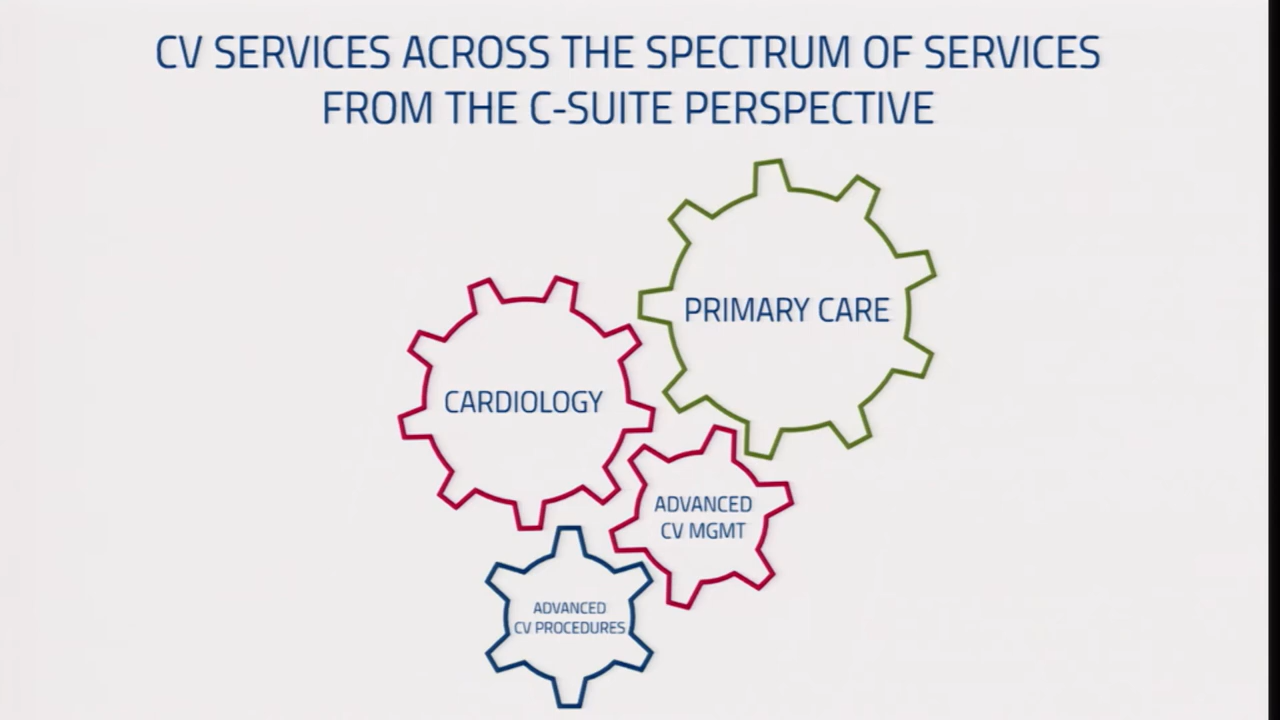 CV SERVICES ACROSS THE SPECTRUM OF SERVICES
FROM THE C-SUITE PERSPECTIVE
PRIMARY CARE
CARDIOLOGY
ADVANCED
CV MGMT
ADVANCED
CV PROCEDURES